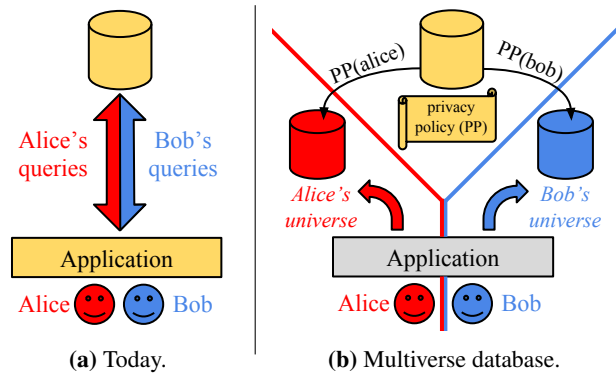 Alice's
queries
Bob's
queries
Application
Alice
Bob
(a) Today.
PP(alice)
PP(bob)
privacy
policy (PP)
Alice's
universe
Bob's
universe
Application
Alice
Bob
(b) Multiverse database.